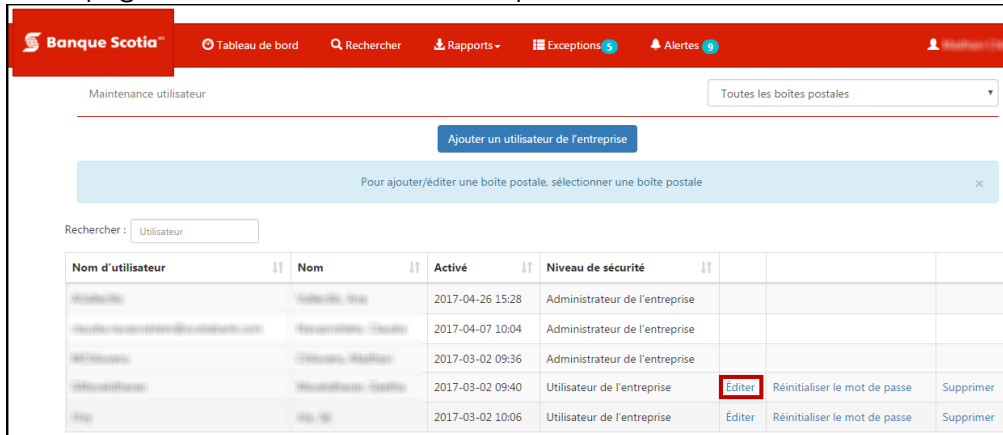 Banque Scotia
Tableau de bord Rechercher Rapports Exceptions 5 Alertes 9
Maintenance utilisateur Toutes les boîtes postales
Ajouter un utilisateur de l'entreprise
Pour ajouter/éditer une boîte postale, sélectionner une boîte postale ×
Rechercher : Utilisateur
Nom d'utilisateur Nom Activé Niveau de sécurité
2017-04-26 15:28 Administrateur de l'entreprise
2017-04-07 10:04 Administrateur de l'entreprise
2017-03-02 09:36 Administrateur de l'entreprise
2017-03-02 09:40 Utilisateur de l'entreprise Éditer Réinitialiser le mot de passe Supprimer
2017-03-02 10:06 Utilisateur de l'entreprise Éditer Réinitialiser le mot de passe Supprimer